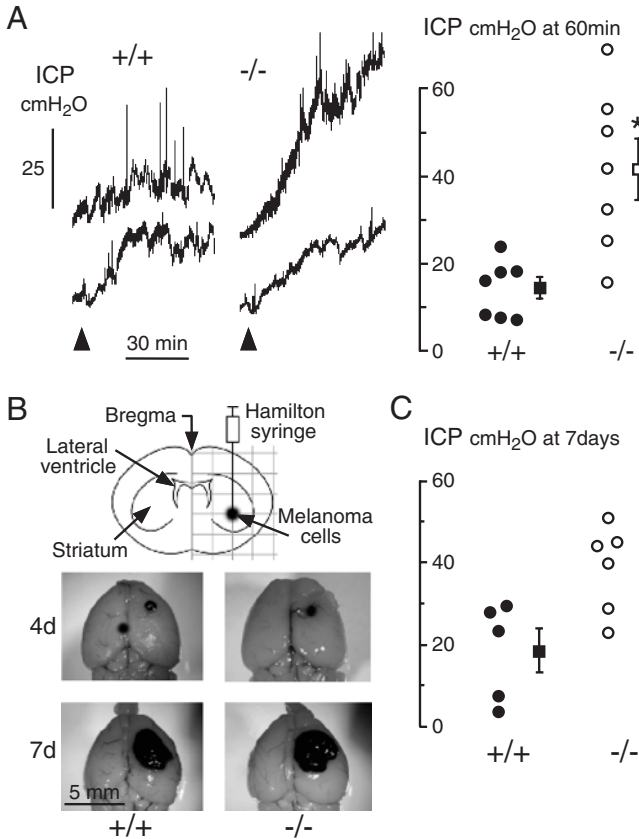 A
ICP
cmH2O
25
+/+
-/-
30 min
ICP cmH2O at 60min
60
40
20
0
*
+/+
-/-
B
Bregma
Hamilton
syringe
Lateral
ventricle
Striatum
Melanoma
cells
4d
7d
5 mm
+/+
-/-
C
ICP cmH2O at 7days
60
40
20
0
+/+
-/-